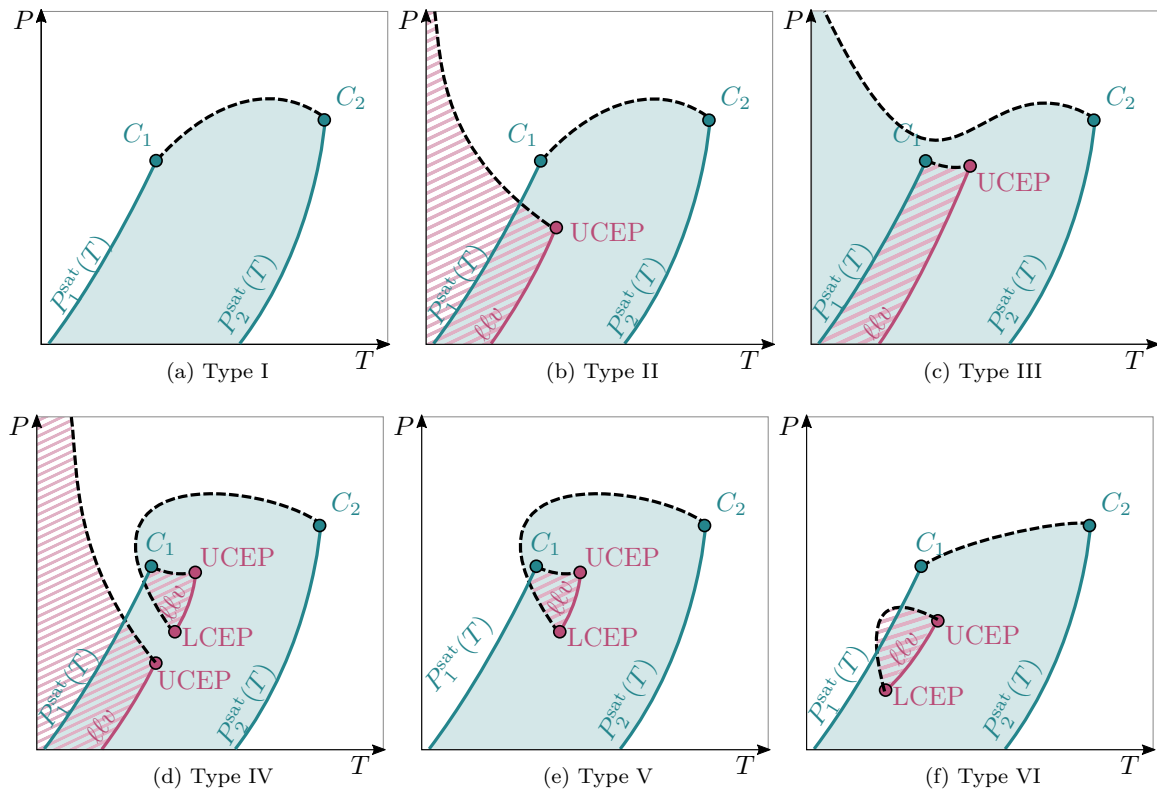 P
C₁
C₂
P₁ˢᵃᵗ(T)
P₂ˢᵃᵗ(T)
T
(a) Type I
P
C₁
C₂
UCEP
P₁ˢᵃᵗ(T)
ℓℓv
P₂ˢᵃᵗ(T)
T
(b) Type II
P
C₁
C₂
UCEP
P₁ˢᵃᵗ(T)
ℓℓv
P₂ˢᵃᵗ(T)
T
(c) Type III
P
C₁
C₂
UCEP
ℓℓv
LCEP
UCEP
P₁ˢᵃᵗ(T)
ℓℓv
P₂ˢᵃᵗ(T)
T
(d) Type IV
P
C₁
C₂
UCEP
ℓℓv
LCEP
P₁ˢᵃᵗ(T)
P₂ˢᵃᵗ(T)
T
(e) Type V
P
C₁
C₂
UCEP
ℓℓv
LCEP
P₁ˢᵃᵗ(T)
P₂ˢᵃᵗ(T)
T
(f) Type VI